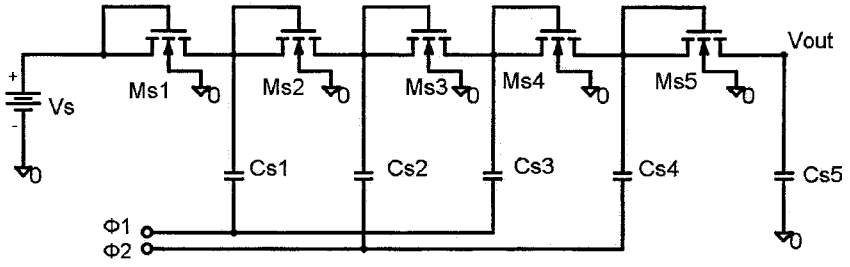 Vout
+
Vs
-
0
Ms1
0
Ms2
0
Ms3
0
Ms4
0
Ms5
0
Cs1
Cs2
Cs3
Cs4
Cs5
0
Φ1
Φ2